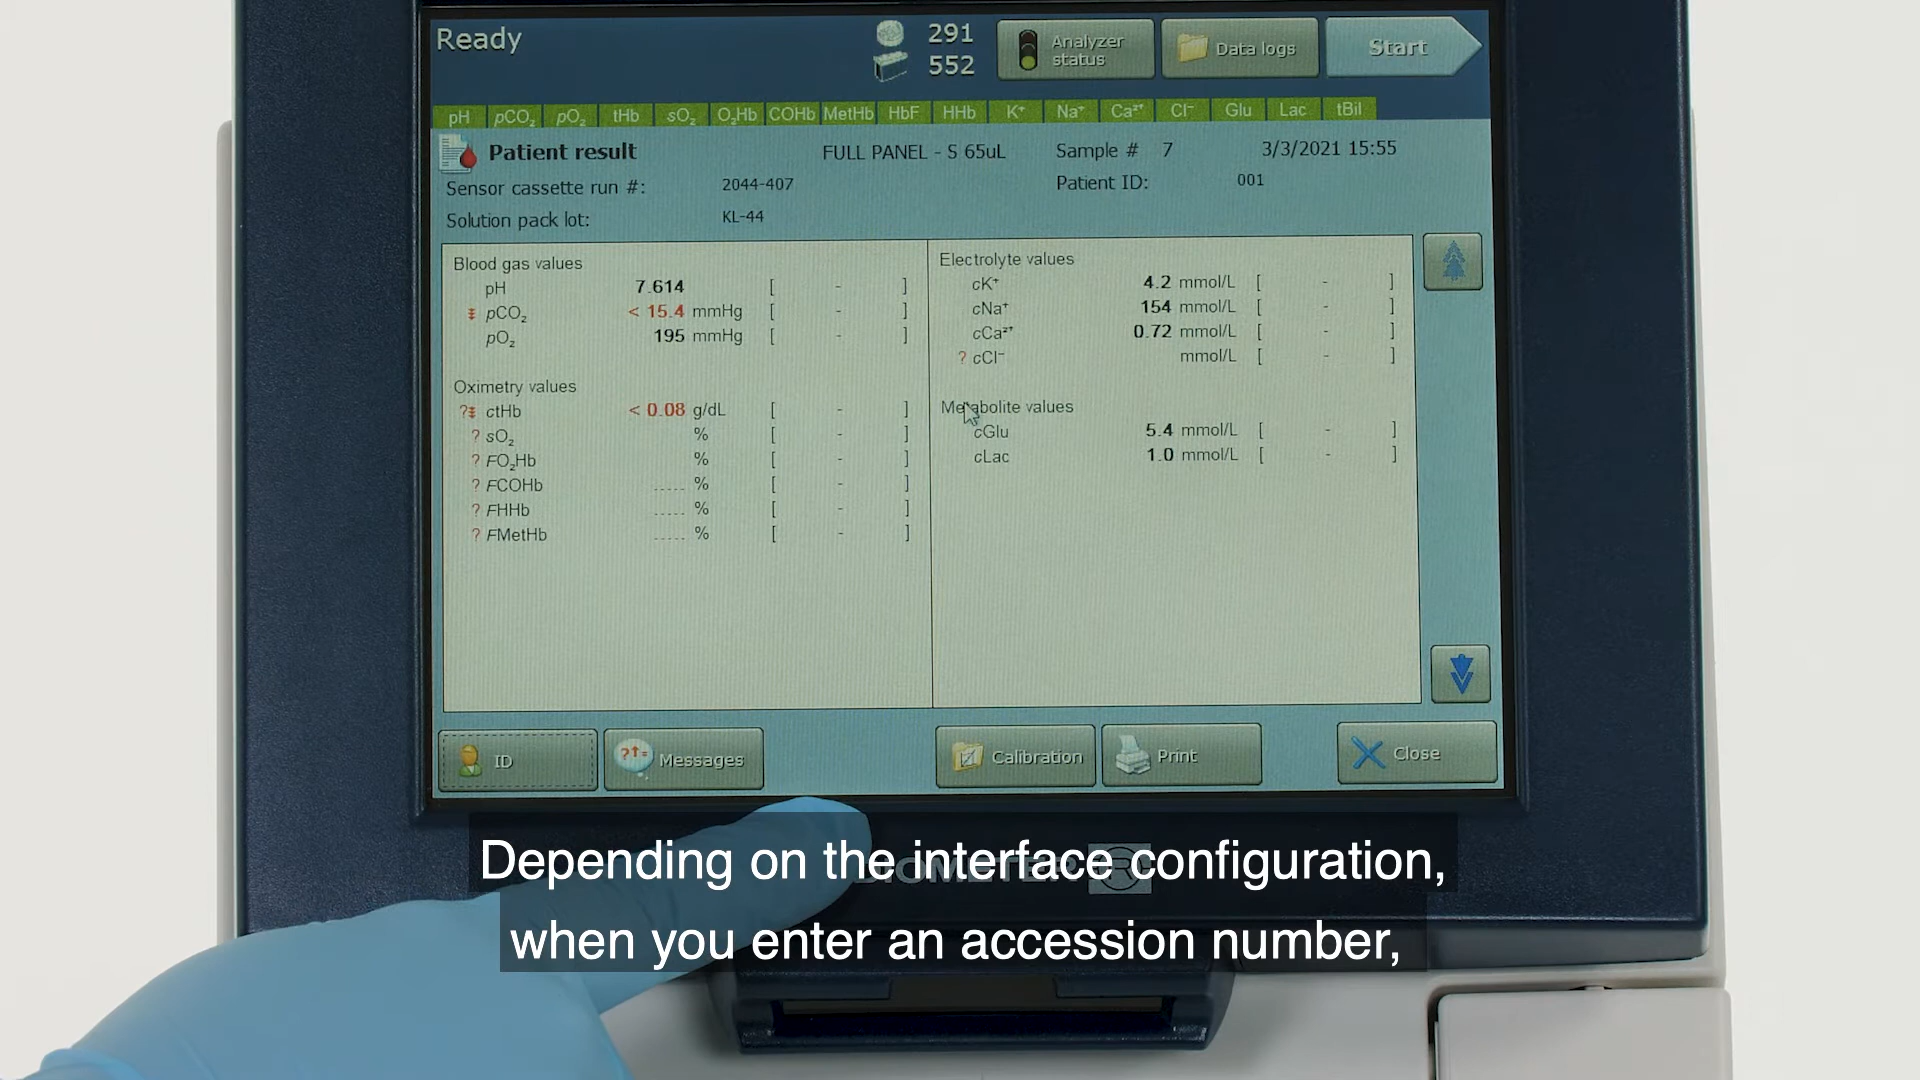 Ready
291
552
Analyzer status
Data logs
Start
pH pCO₂ pO₂ tHb sO₂ O₂Hb COHb MetHb HbF HHb K⁺ Na⁺ Ca²⁺ Cl⁻ Glu Lac tBil
Patient result FULL PANEL - S 65uL Sample # 7 3/3/2021 15:55
Sensor cassette run #: 2044-407 Patient ID: 001
Solution pack lot: KL-44
Blood gas values
pH 7.614 [ - ]
pCO₂ < 15.4 mmHg [ - ]
pO₂ 195 mmHg [ - ]
Oximetry values
? ctHb < 0.08 g/dL [ - ]
? sO₂ % [ - ]
? FO₂Hb % [ - ]
? FCOHb ..... % [ - ]
? FHHb ..... % [ - ]
? FMetHb ..... % [ - ]
Electrolyte values
cK⁺ 4.2 mmol/L [ - ]
cNa⁺ 154 mmol/L [ - ]
cCa²⁺ 0.72 mmol/L [ - ]
? cCl⁻ mmol/L [ - ]
Metabolite values
cGlu 5.4 mmol/L [ - ]
cLac 1.0 mmol/L [ - ]
ID
?↑= Messages
Calibration
Print
Close
Depending on the interface configuration,
when you enter an accession number,